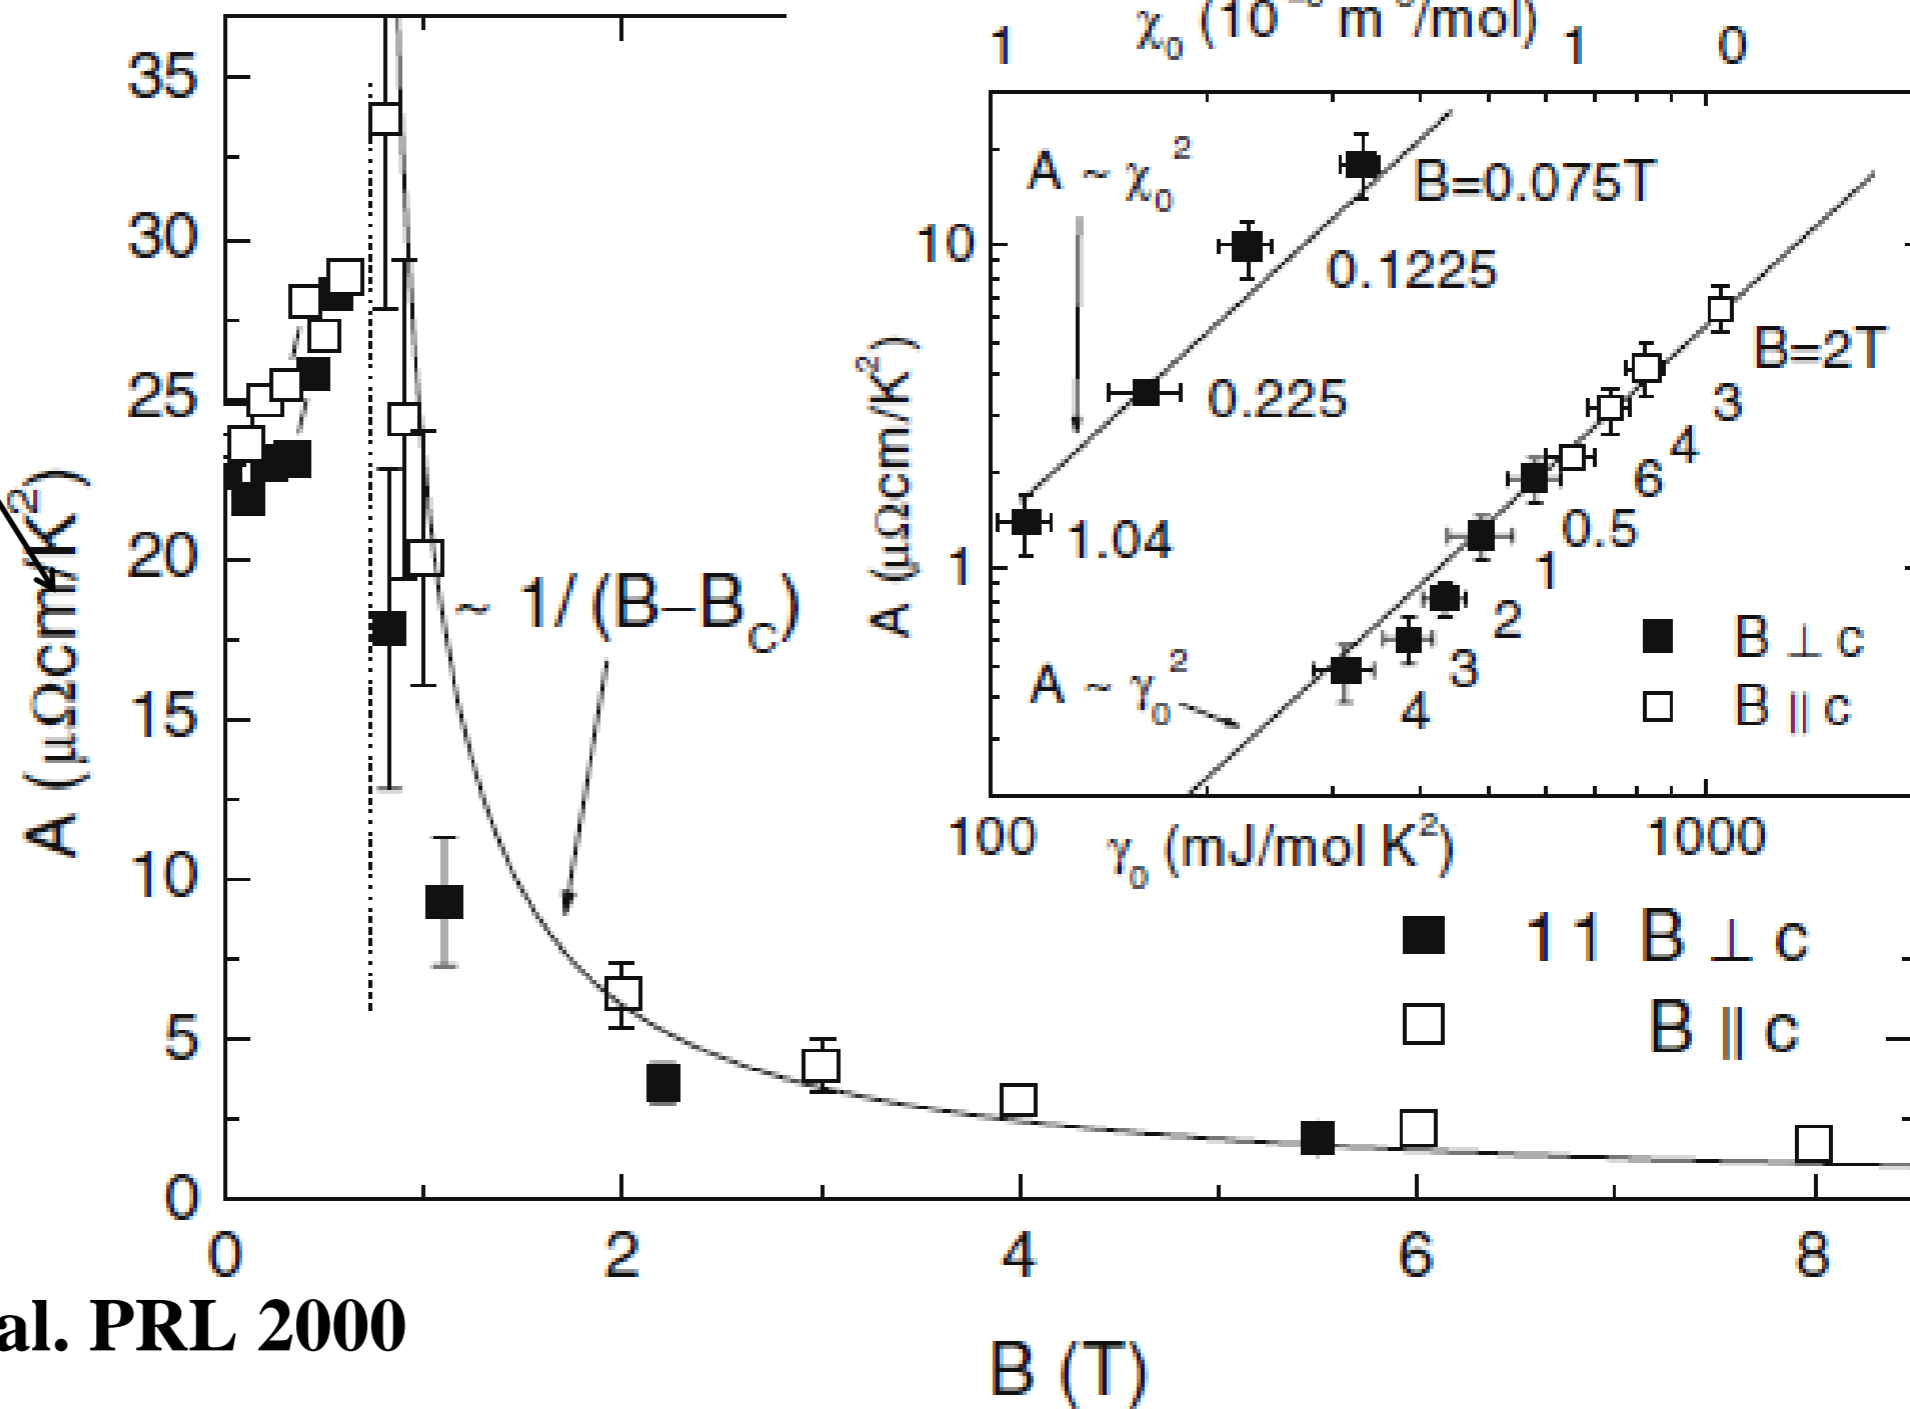 35
30
25
20
15
10
5
0
A (μΩcm/K²)
0 2 4 6 8
B (T)
~ 1/(B–B_C)
11 B ⊥ c
B ∥ c
χ₀ (10 m /mol)
1 1 0
10
1
A (μΩcm/K²)
A ~ χ₀²
B=0.075T
0.1225
0.225
1.04
B=2T
3
4
6
0.5
1
2
3
4
A ~ γ₀²
B ⊥ c
B ∥ c
100 1000
γ₀ (mJ/mol K²)
al. PRL 2000